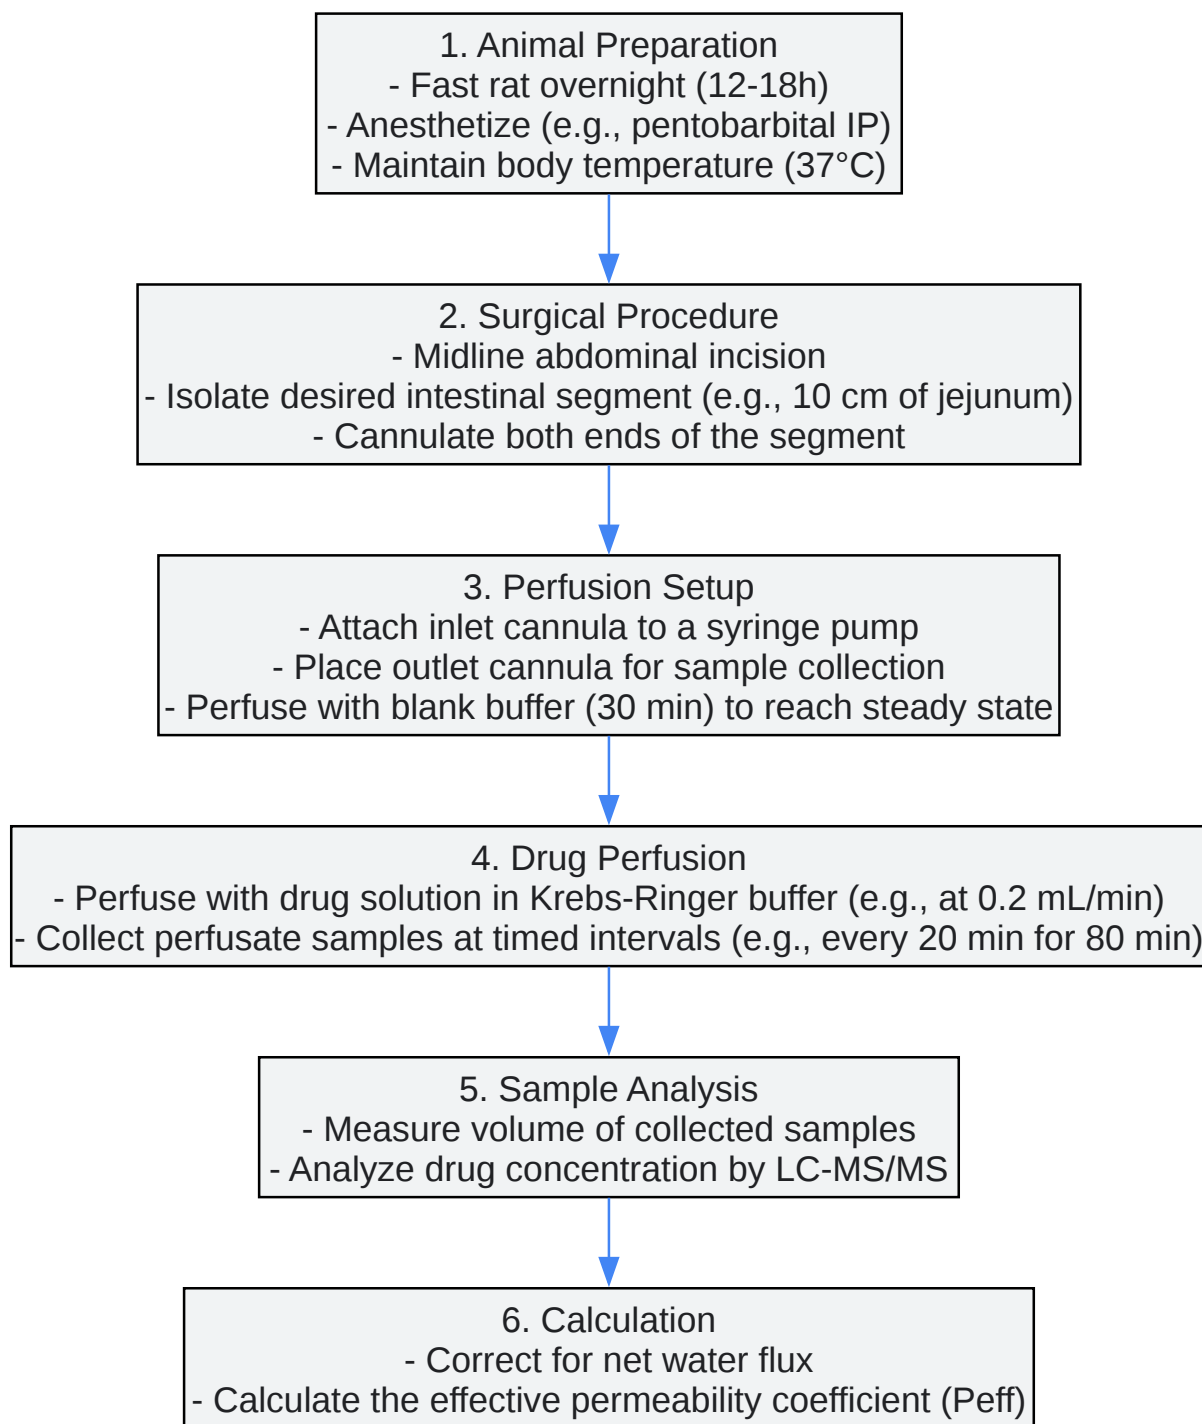 1. Animal Preparation
- Fast rat overnight (12-18h)
- Anesthetize (e.g., pentobarbital IP)
- Maintain body temperature (37°C)
2. Surgical Procedure
- Midline abdominal incision
- Isolate desired intestinal segment (e.g., 10 cm of jejunum)
- Cannulate both ends of the segment
3. Perfusion Setup
- Attach inlet cannula to a syringe pump
- Place outlet cannula for sample collection
- Perfuse with blank buffer (30 min) to reach steady state
4. Drug Perfusion
- Perfuse with drug solution in Krebs-Ringer buffer (e.g., at 0.2 mL/min)
- Collect perfusate samples at timed intervals (e.g., every 20 min for 80 min)
5. Sample Analysis
- Measure volume of collected samples
- Analyze drug concentration by LC-MS/MS
6. Calculation
- Correct for net water flux
- Calculate the effective permeability coefficient (Peff)